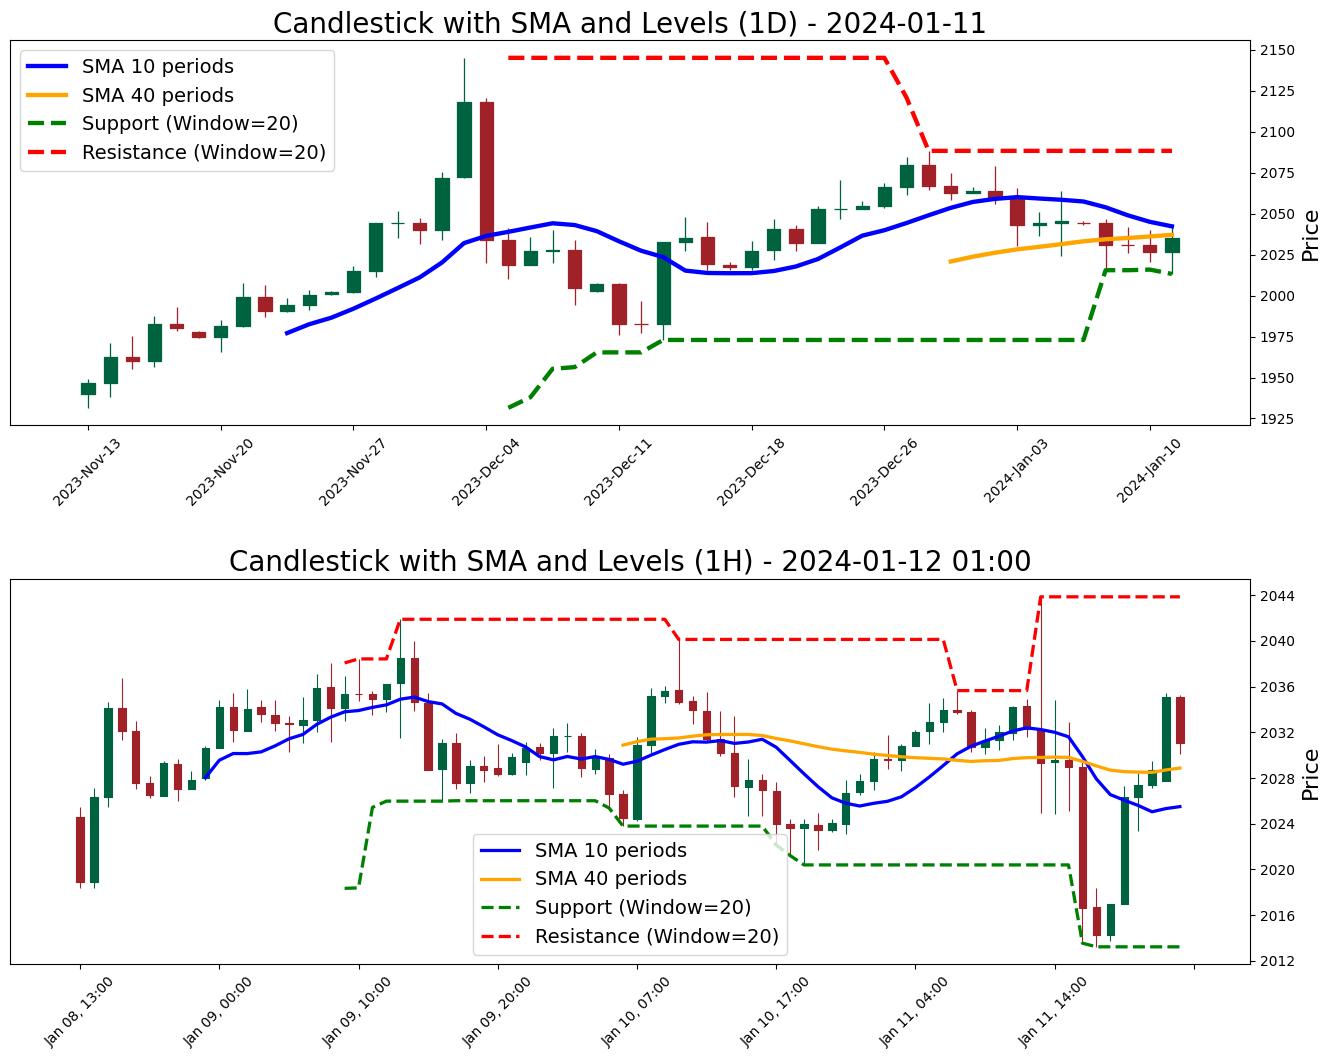 Candlestick with SMA and Levels (1D) - 2024-01-11
SMA 10 periods
SMA 40 periods
Support (Window=20)
Resistance (Window=20)
2150
2125
2100
2075
2050
2025
2000
1975
1950
1925
Price
2023-Nov-13
2023-Nov-20
2023-Nov-27
2023-Dec-04
2023-Dec-11
2023-Dec-18
2023-Dec-26
2024-Jan-03
2024-Jan-10
Candlestick with SMA and Levels (1H) - 2024-01-12 01:00
2044
2040
2036
2032
2028
2024
2020
2016
2012
Price
SMA 10 periods
SMA 40 periods
Support (Window=20)
Resistance (Window=20)
Jan 08, 13:00
Jan 09, 00:00
Jan 09, 10:00
Jan 09, 20:00
Jan 10, 07:00
Jan 10, 17:00
Jan 11, 04:00
Jan 11, 14:00